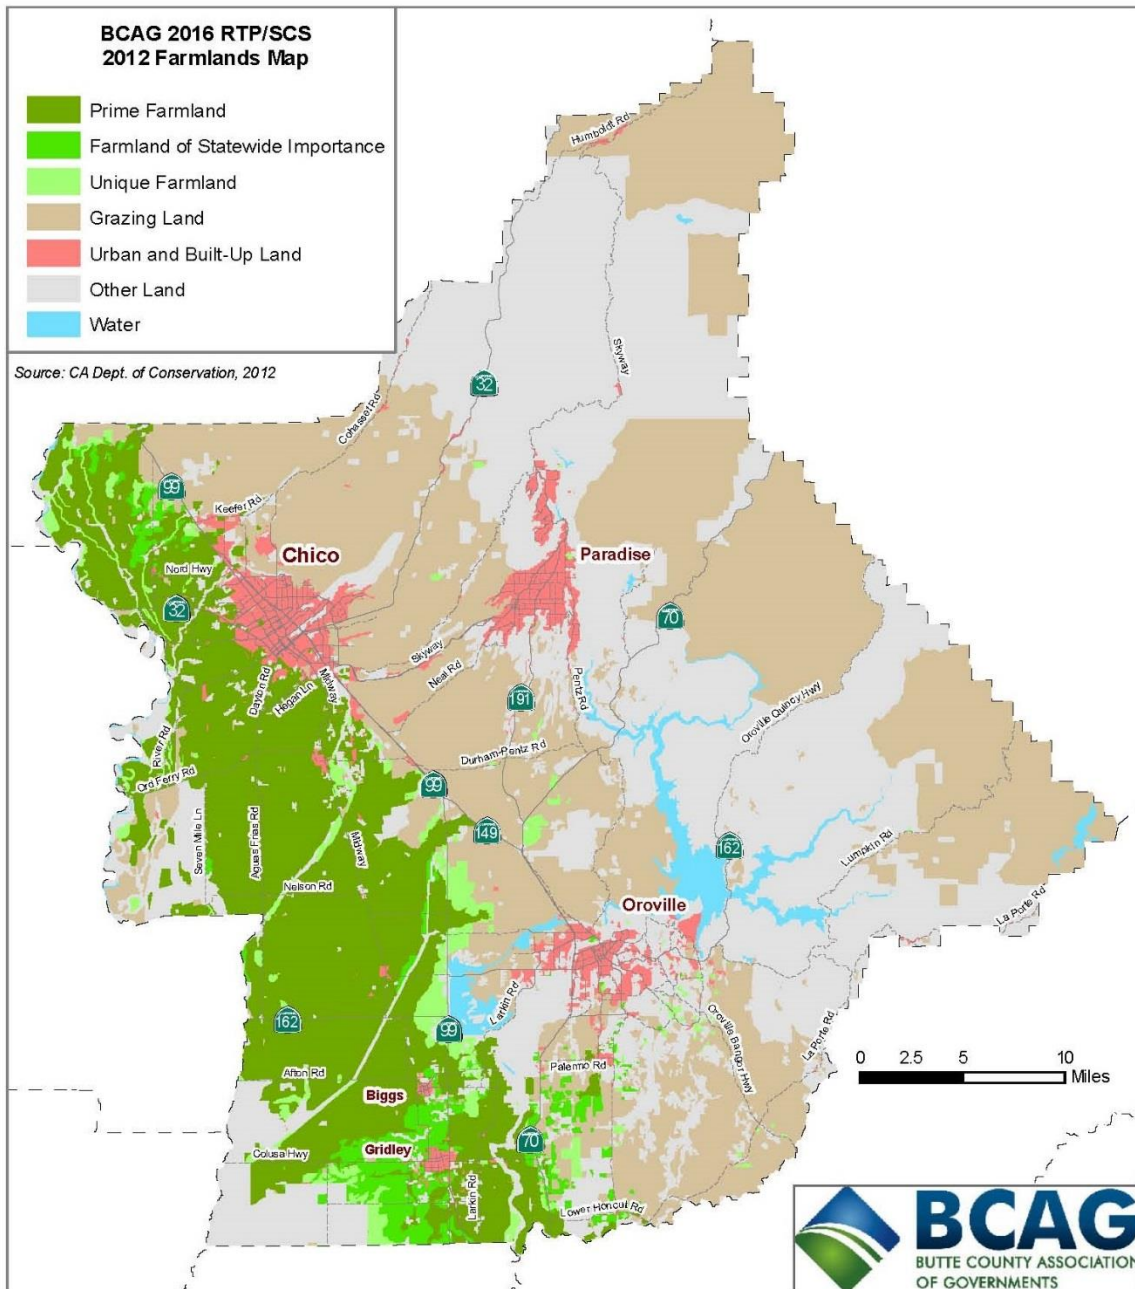 BCAG 2016 RTP/SCS
2012 Farmlands Map
Prime Farmland
Farmland of Statewide Importance
Unique Farmland
Grazing Land
Urban and Built-Up Land
Other Land
Water
Source: CA Dept. of Conservation, 2012
Humboldt Rd
Skyway
32
Cohasset Rd
99
Keefer Rd
Chico
Paradise
Nord Hwy
32
70
Skyway
Neal Rd
Pentz Rd
Dayton Rd
Hegan Ln
Midway
191
Oroville Quincy Hwy
River Rd
Durham-Pentz Rd
Ord Ferry Rd
99
Seven Mile Ln
Aguas Frias Rd
Midway
149
162
Lumpkin Rd
Nelson Rd
Oroville
La Porte Rd
Larkin Rd
162
99
Oroville Bangor Hwy
La Porte Rd
0 2.5 5 10
Miles
Afton Rd
Palermo Rd
Biggs
Gridley
70
Colusa Hwy
Larkin Rd
Lower Honcut Rd
BCAG
BUTTE COUNTY ASSOCIATION
OF GOVERNMENTS